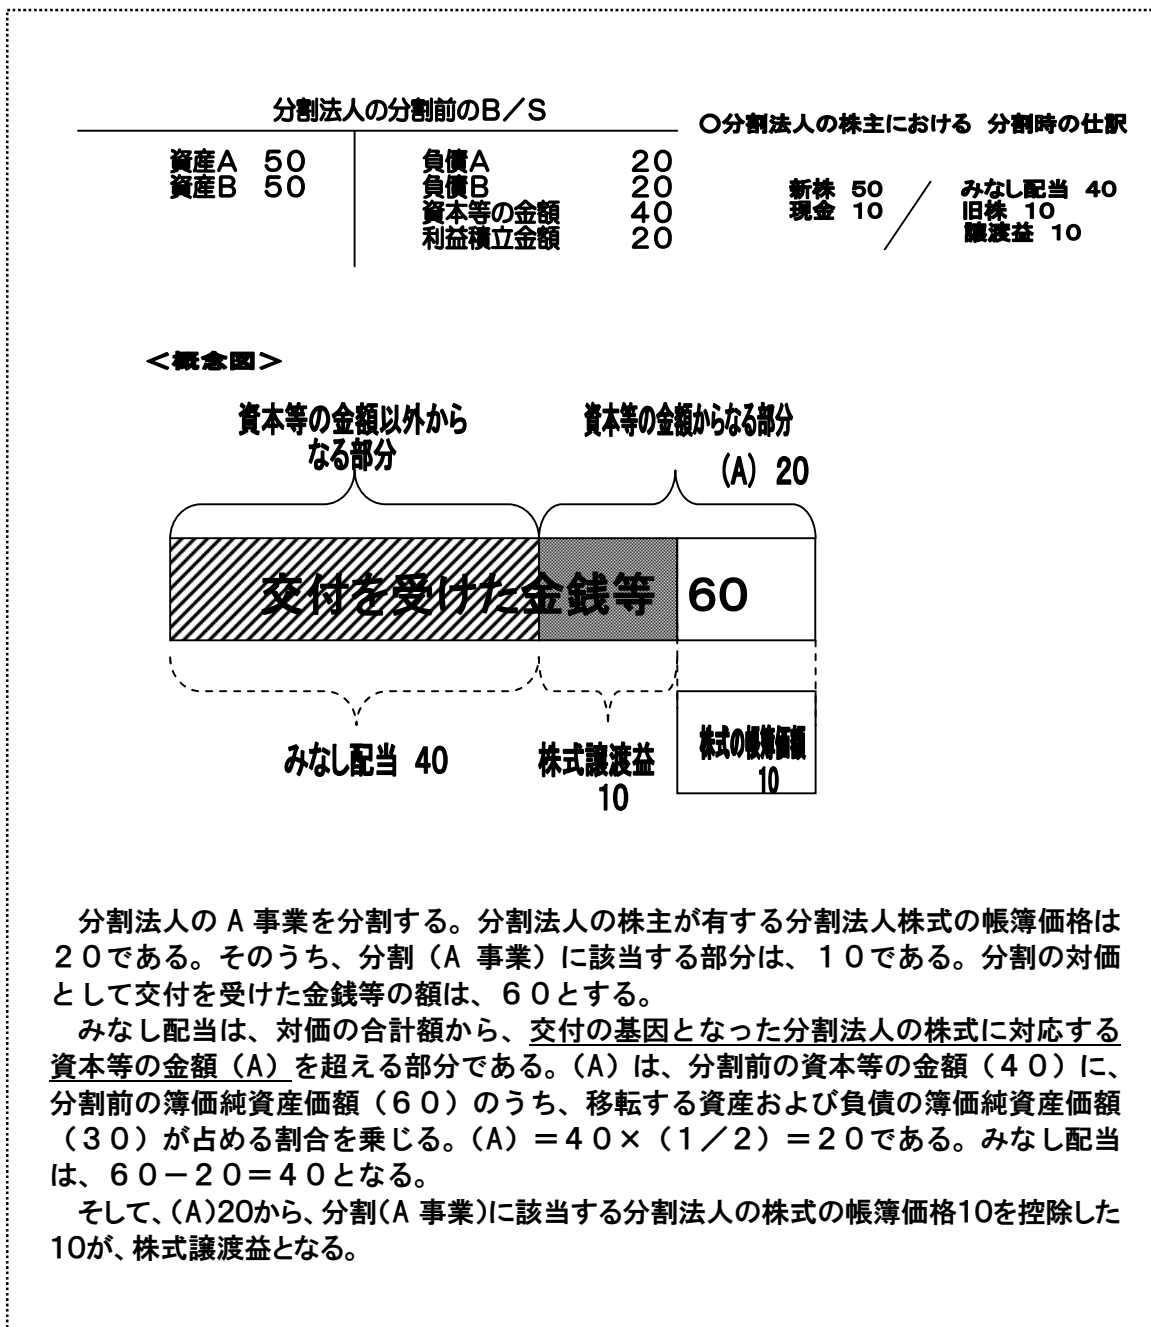 分割法人の分割前のB／S
資産A　50
資産B　50
負債A　20
負債B　20
資本等の金額　40
利益積立金額　20
〇分割法人の株主における 分割時の仕訳
新株　50 ／ みなし配当　40
現金　10　旧株　10
譲渡益　10
＜概念図＞
資本等の金額以外から
なる部分
資本等の金額からなる部分
（A）20
交付を受けた金銭等　60
みなし配当　40
株式譲渡益
10
株式の帳簿価額
10
分割法人の A 事業を分割する。分割法人の株主が有する分割法人株式の帳簿価格は
２０である。そのうち、分割（A 事業）に該当する部分は、１０である。分割の対価
として交付を受けた金銭等の額は、６０とする。
みなし配当は、対価の合計額から、交付の基因となった分割法人の株式に対応する
資本等の金額（A）を超える部分である。（A）は、分割前の資本等の金額（４０）に、
分割前の簿価純資産価額（６０）のうち、移転する資産および負債の簿価純資産価額
（３０）が占める割合を乗じる。（A）＝４０×（１／２）＝２０である。みなし配当
は、６０－２０＝４０となる。
そして、（A）20から、分割（A 事業）に該当する分割法人の株式の帳簿価格10を控除した
10が、株式譲渡益となる。